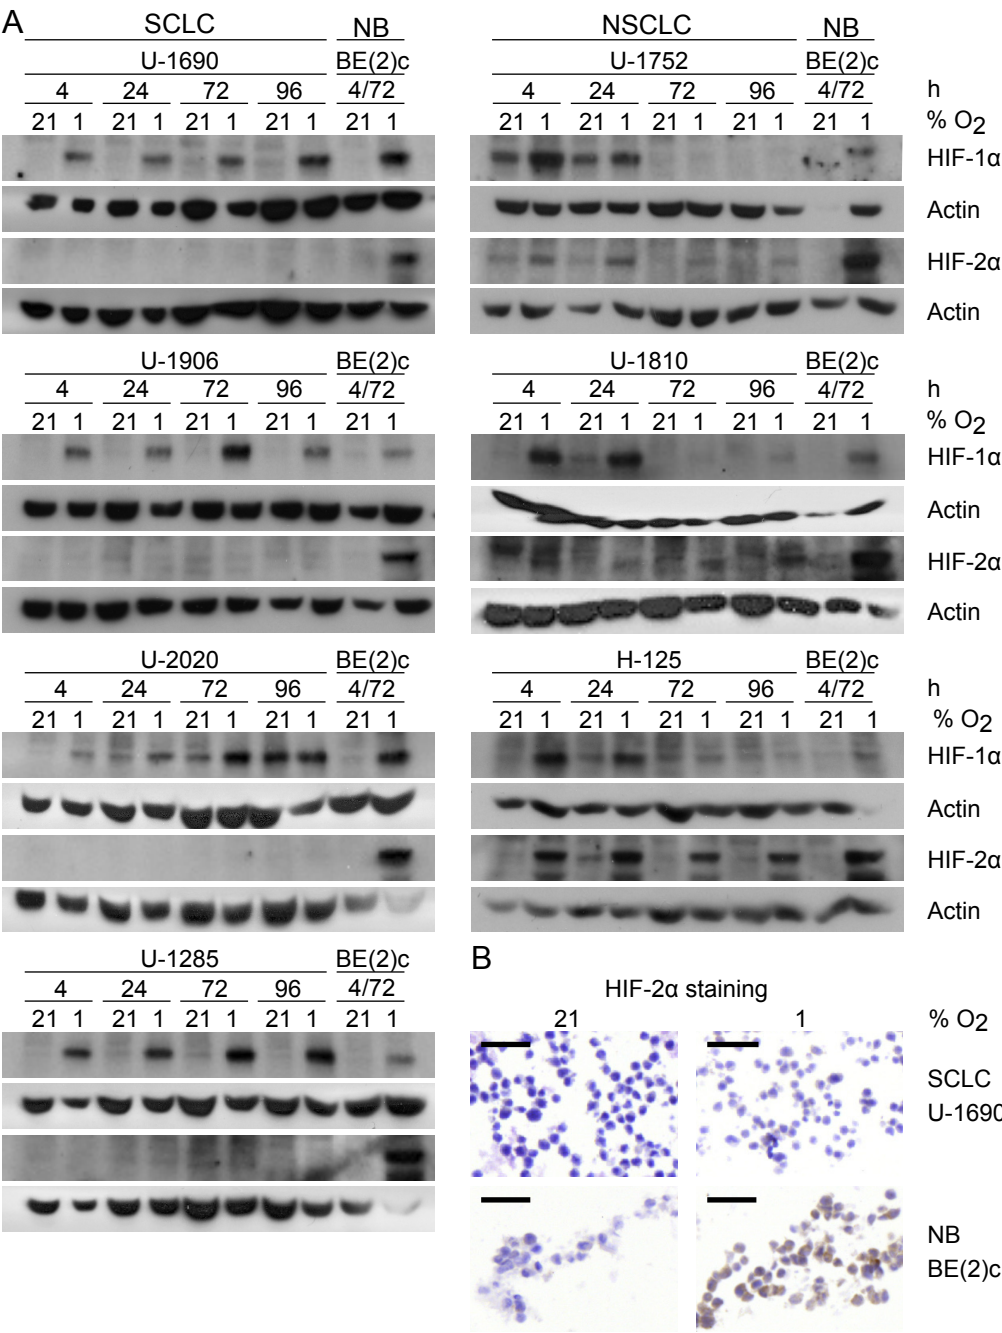 A
SCLC NB NSCLC NB
U-1690 BE(2)c U-1752 BE(2)c
4 24 72 96 4/72 4 24 72 96 4/72 h
21 1 21 1 21 1 21 1 21 1 21 1 21 1 21 1 21 1 21 1 % O2
HIF-1α
Actin
HIF-2α
Actin
U-1906 BE(2)c U-1810 BE(2)c
4 24 72 96 4/72 4 24 72 96 4/72 h
21 1 21 1 21 1 21 1 21 1 21 1 21 1 21 1 21 1 21 1 % O2
HIF-1α
Actin
HIF-2α
Actin
U-2020 BE(2)c H-125 BE(2)c
4 24 72 96 4/72 4 24 72 96 4/72 h
21 1 21 1 21 1 21 1 21 1 21 1 21 1 21 1 21 1 21 1 % O2
HIF-1α
Actin
HIF-2α
Actin
U-1285 BE(2)c
4 24 72 96 4/72
21 1 21 1 21 1 21 1 21 1
B
HIF-2α staining
21 1 % O2
SCLC
U-1690
NB
BE(2)c